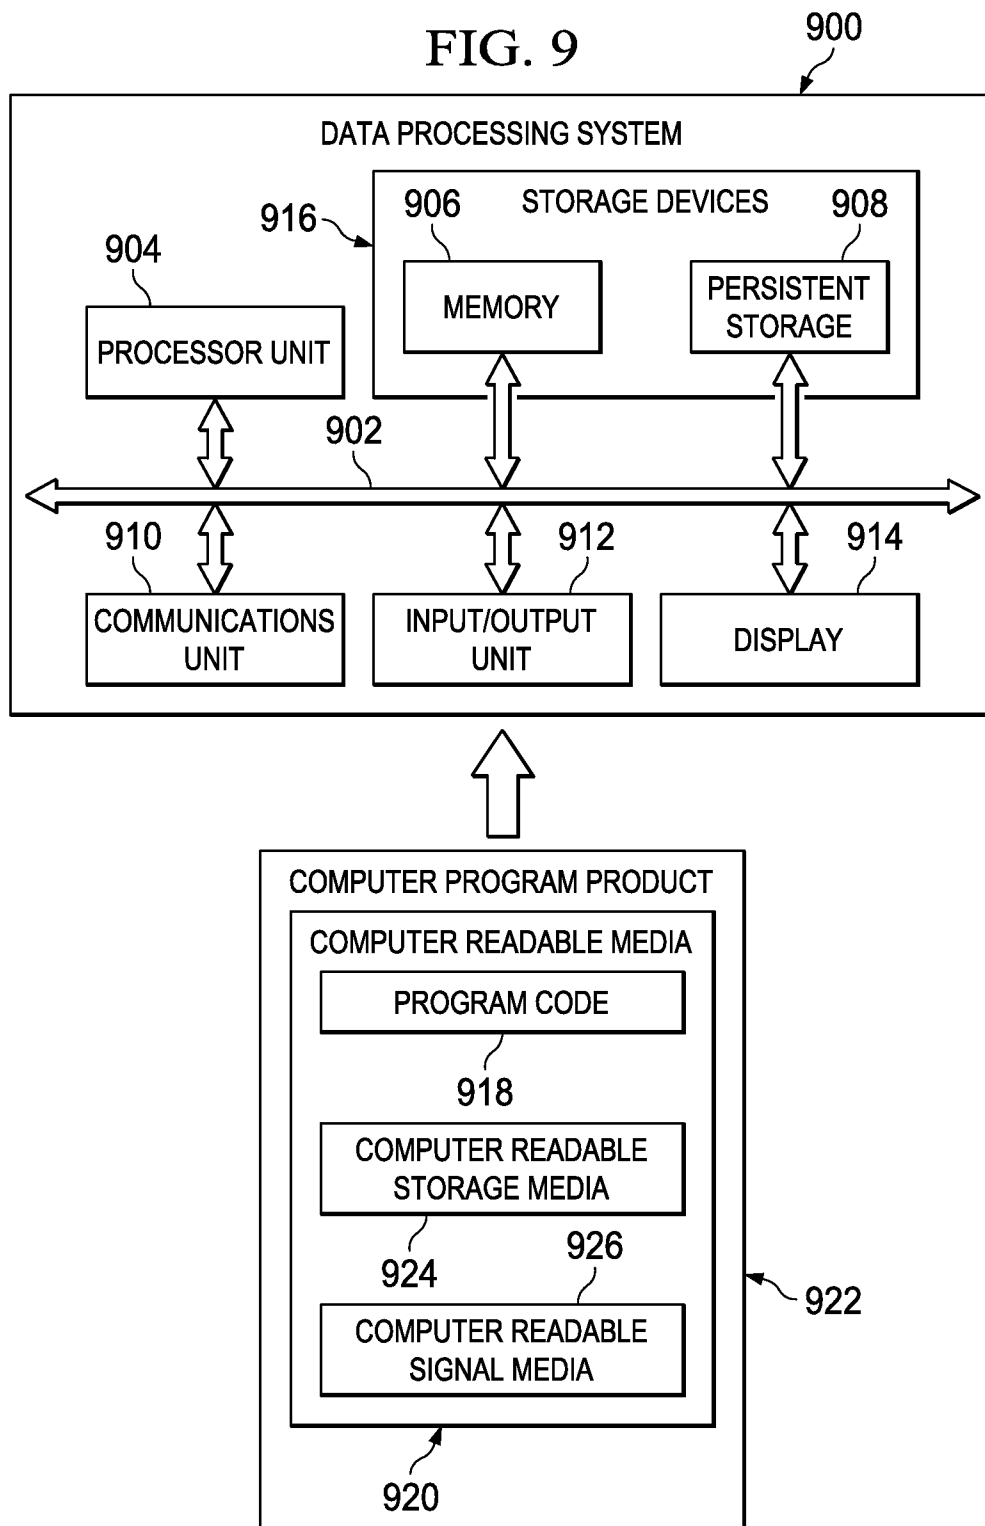 FIG. 9
900
DATA PROCESSING SYSTEM
916
906
STORAGE DEVICES
908
904
MEMORY
PERSISTENT
STORAGE
PROCESSOR UNIT
902
910
912
914
COMMUNICATIONS
UNIT
INPUT/OUTPUT
UNIT
DISPLAY
COMPUTER PROGRAM PRODUCT
COMPUTER READABLE MEDIA
PROGRAM CODE
918
COMPUTER READABLE
STORAGE MEDIA
924
926
922
COMPUTER READABLE
SIGNAL MEDIA
920